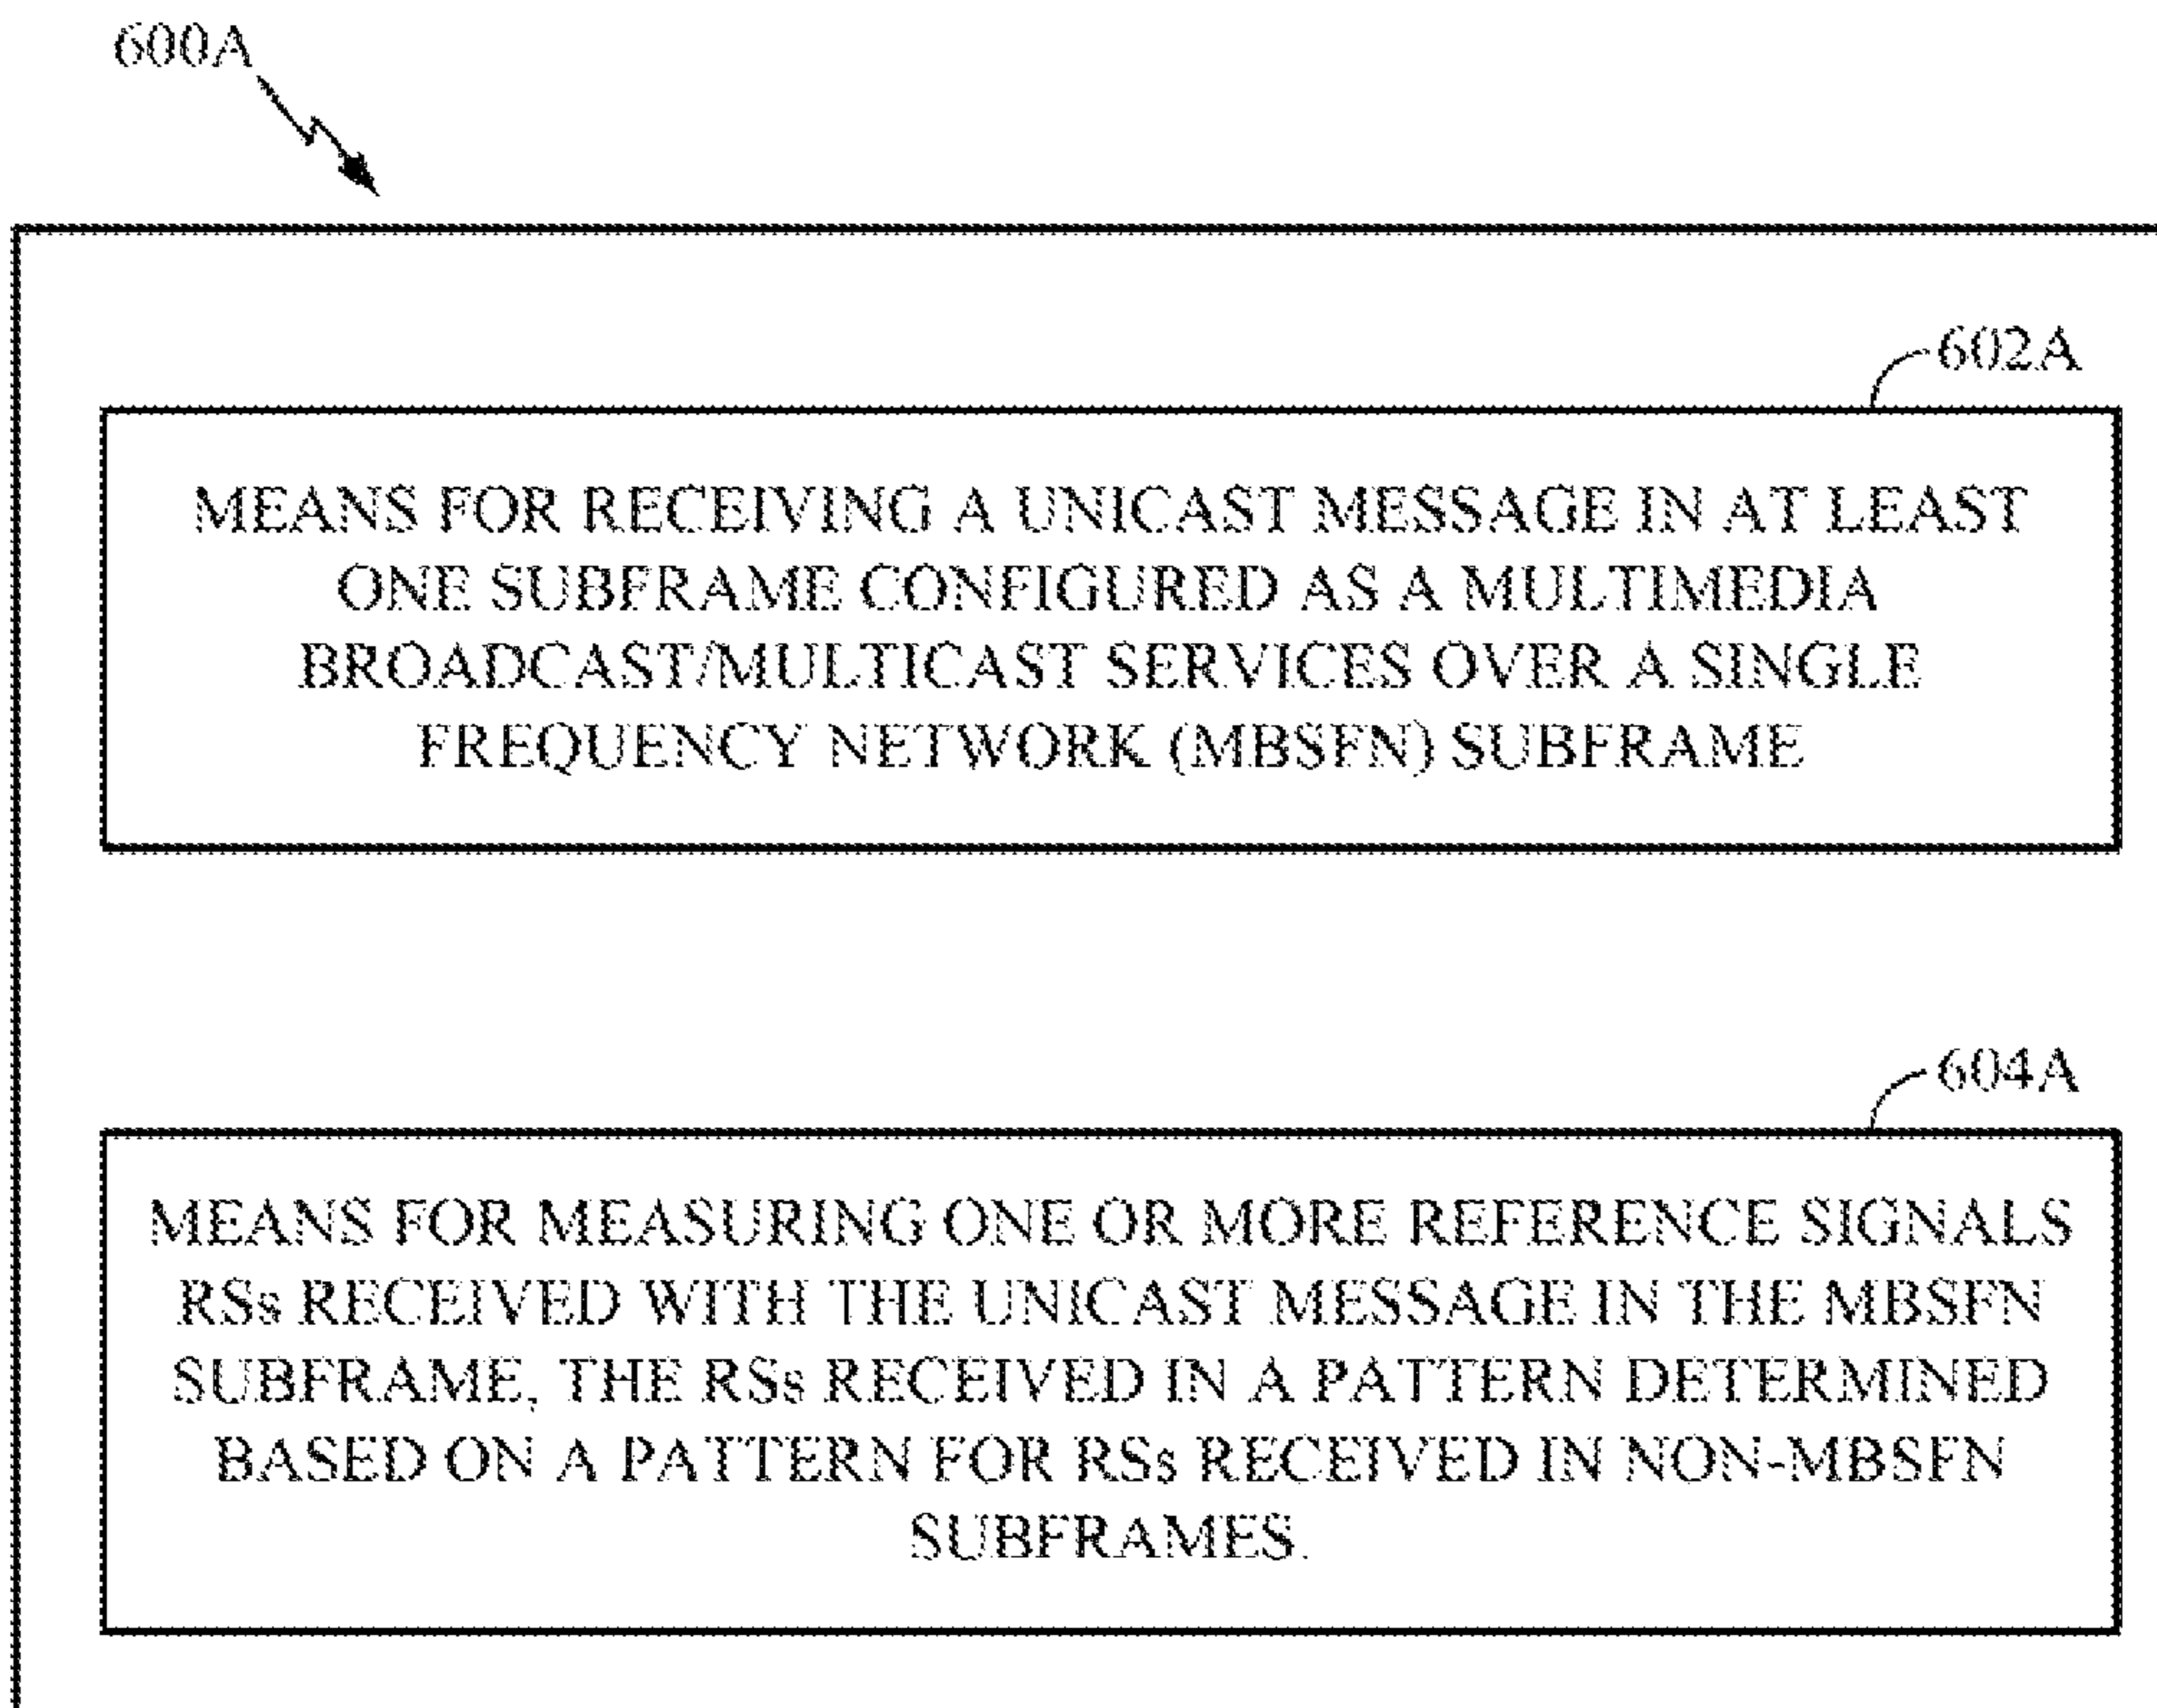 600A
602A
MEANS FOR RECEIVING A UNICAST MESSAGE IN AT LEAST
ONE SUBFRAME CONFIGURED AS A MULTIMEDIA
BROADCAST/MULTICAST SERVICES OVER A SINGLE
FREQUENCY NETWORK (MBSFN) SUBFRAME
604A
MEANS FOR MEASURING ONE OR MORE REFERENCE SIGNALS
RSs RECEIVED WITH THE UNICAST MESSAGE IN THE MBSFN
SUBFRAME, THE RSs RECEIVED IN A PATTERN DETERMINED
BASED ON A PATTERN FOR RSs RECEIVED IN NON-MBSFN
SUBFRAMES.